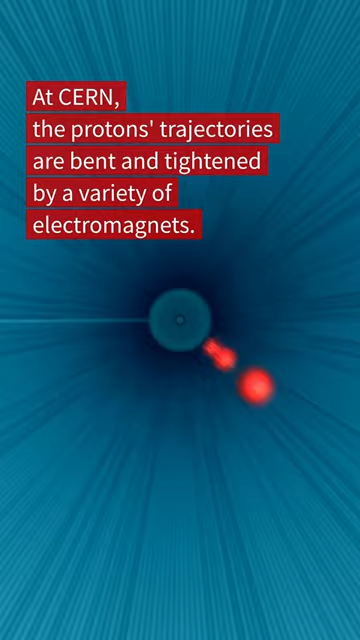 At CERN,
the protons' trajectories
are bent and tightened
by a variety of
electromagnets.